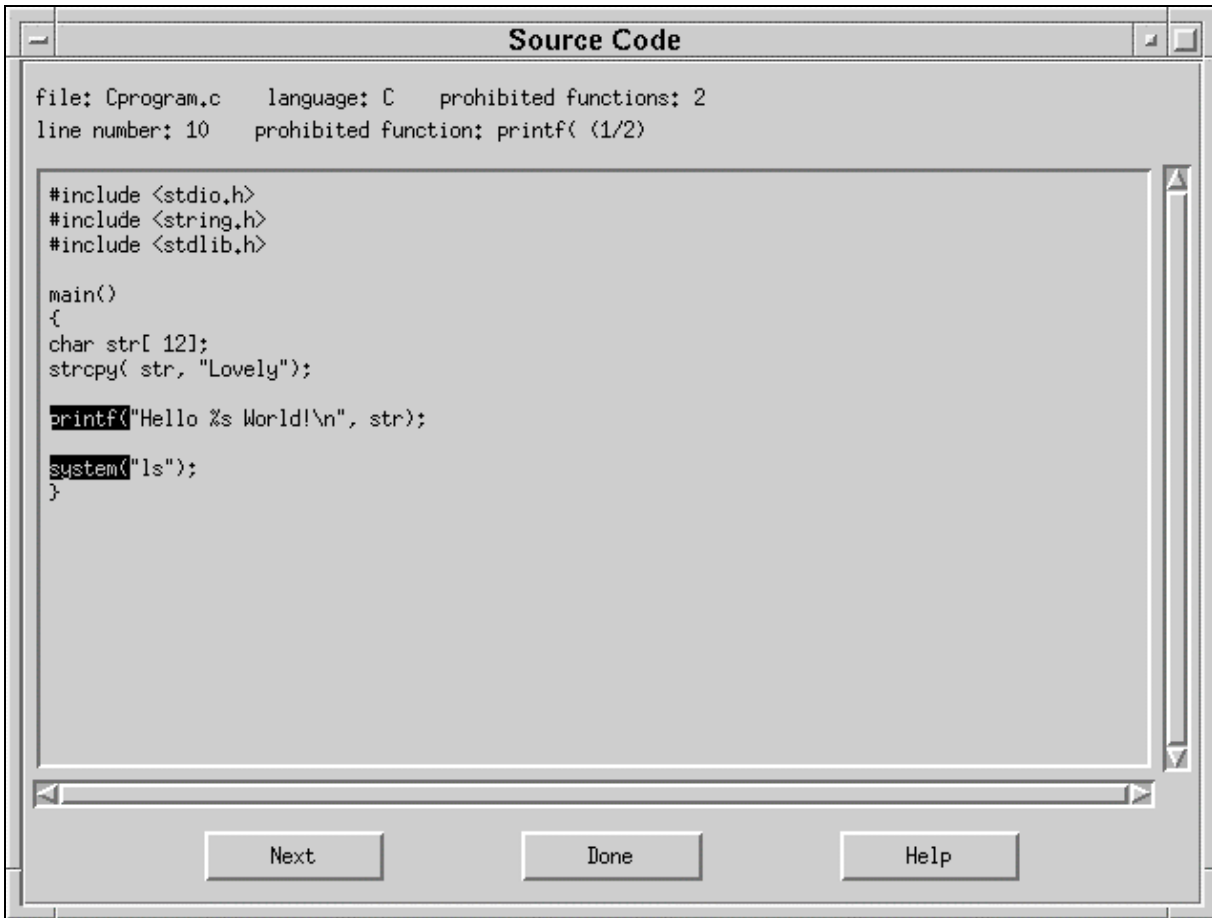 Source Code
file: Cprogram.c language: C prohibited functions: 2
line number: 10 prohibited function: printf( (1/2)
#include <stdio.h>
#include <string.h>
#include <stdlib.h>
main()
{
char str[ 12];
strcpy( str, "Lovely");
printf("Hello %s World!\n", str);
system("ls");
}
Next Done Help